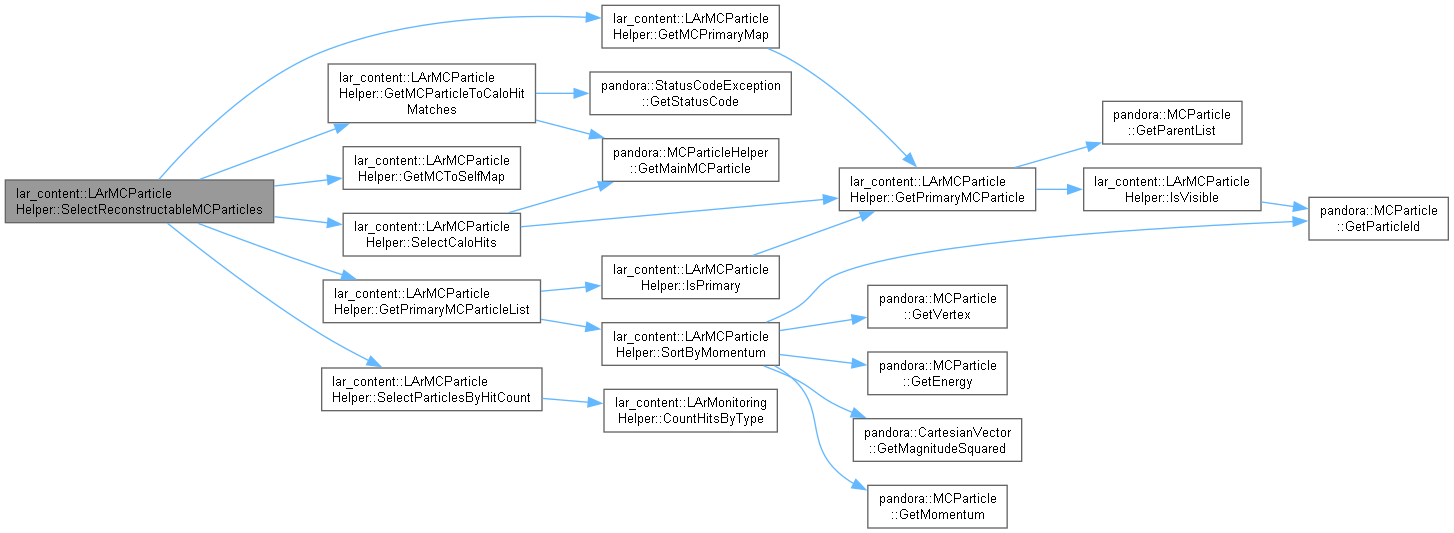 lar_content::LArMCParticle
Helper::SelectReconstructableMCParticles
lar_content::LArMCParticle
Helper::GetMCPrimaryMap
lar_content::LArMCParticle
Helper::GetMCParticleToCaloHit
Matches
pandora::StatusCodeException
::GetStatusCode
pandora::MCParticleHelper
::GetMainMCParticle
lar_content::LArMCParticle
Helper::GetMCToSelfMap
lar_content::LArMCParticle
Helper::SelectCaloHits
lar_content::LArMCParticle
Helper::GetPrimaryMCParticleList
lar_content::LArMCParticle
Helper::SelectParticlesByHitCount
lar_content::LArMCParticle
Helper::IsPrimary
lar_content::LArMCParticle
Helper::SortByMomentum
lar_content::LArMonitoring
Helper::CountHitsByType
lar_content::LArMCParticle
Helper::GetPrimaryMCParticle
pandora::MCParticle
::GetParentList
lar_content::LArMCParticle
Helper::IsVisible
pandora::MCParticle
::GetParticleId
pandora::MCParticle
::GetVertex
pandora::MCParticle
::GetEnergy
pandora::CartesianVector
::GetMagnitudeSquared
pandora::MCParticle
::GetMomentum